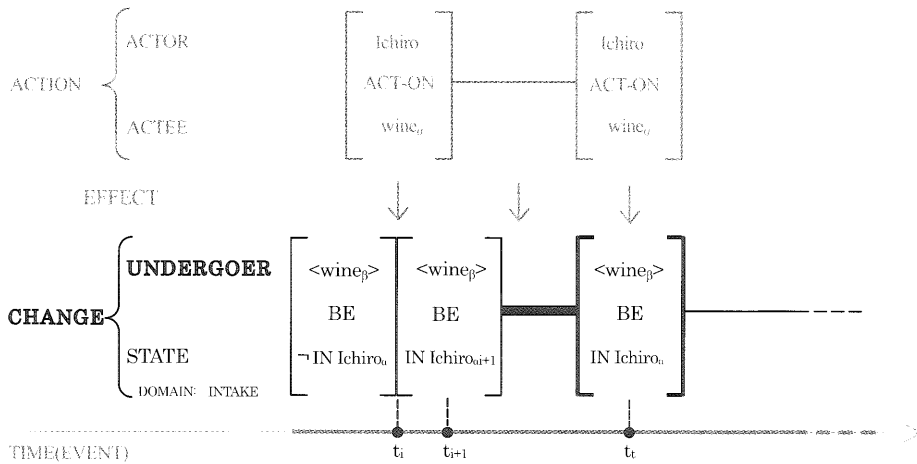 ACTOR Ichiro Ichiro
ACTION ACT-ON ACT-ON
ACTEE wineα wineα
EFFECT
UNDERGOER <wineβ> <wineβ> <wineβ>
CHANGE BE BE BE
STATE ¬ IN Ichiroα IN Ichiroαi+1 IN Ichiroα
DOMAIN: INTAKE
TIME(EVENT) ti ti+1 tt